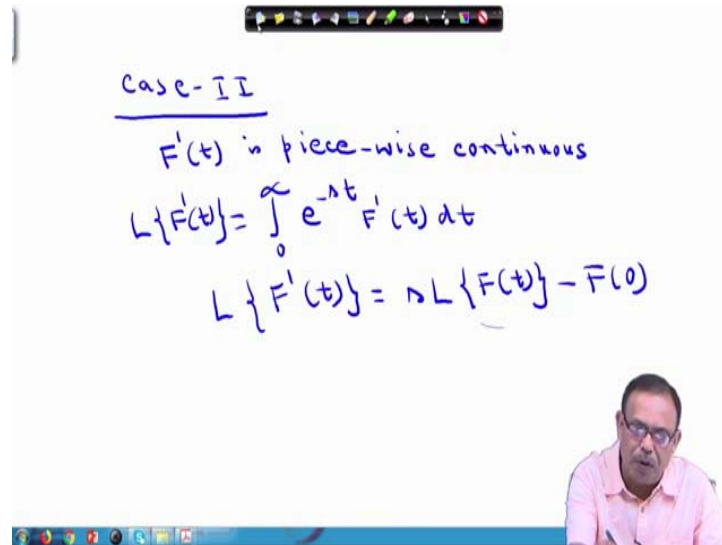 Case-II
F'(t) is piece-wise continuous
L{F'(t)} = ∫₀^∞ e^{-st} F'(t) dt
L{F'(t)} = sL{F(t)} - F(0)